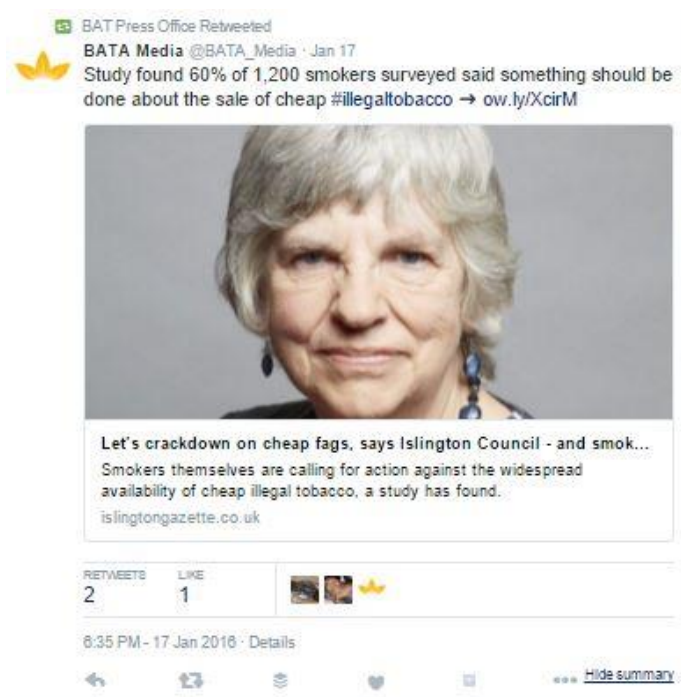 BAT Press Office Retweeted
BATA Media @BATA_Media · Jan 17
Study found 60% of 1,200 smokers surveyed said something should be
done about the sale of cheap #illegaltobacco → ow.ly/XcirM
Let's crackdown on cheap fags, says Islington Council - and smok...
Smokers themselves are calling for action against the widespread
availability of cheap illegal tobacco, a study has found.
islingtongazette.co.uk
RETWEETS LIKE
2 1
6:35 PM - 17 Jan 2016 · Details
Hide summary